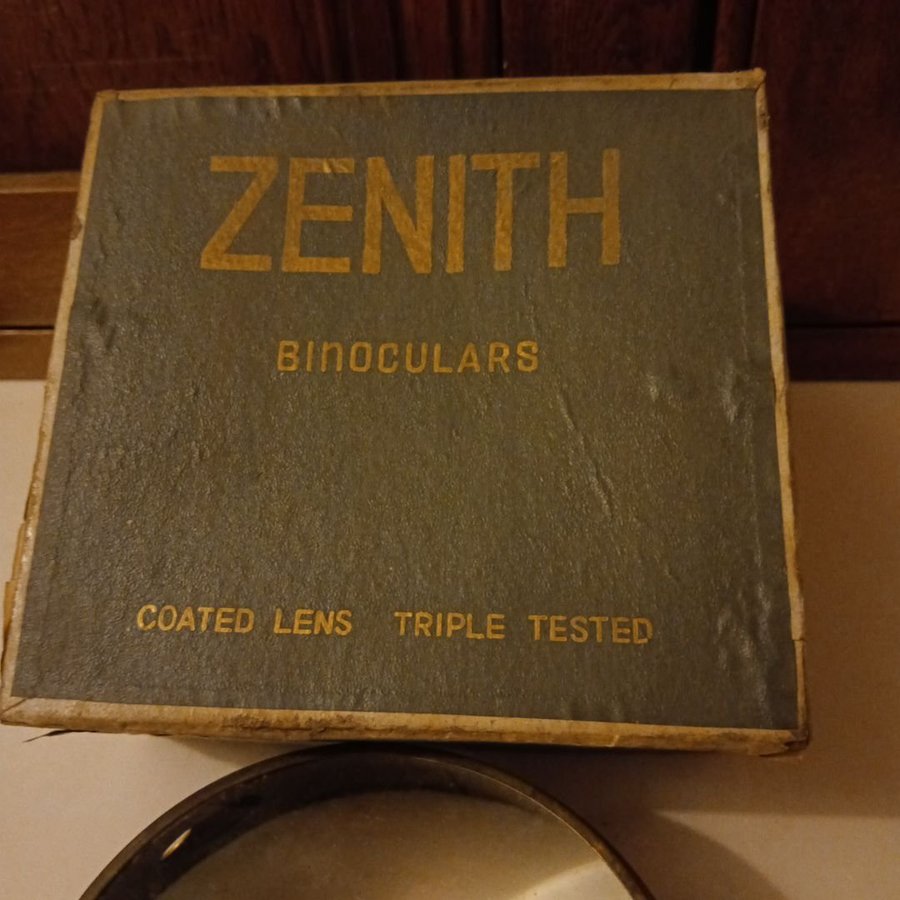 ZENITH
BINOCULARS
COATED LENS TRIPLE TESTED